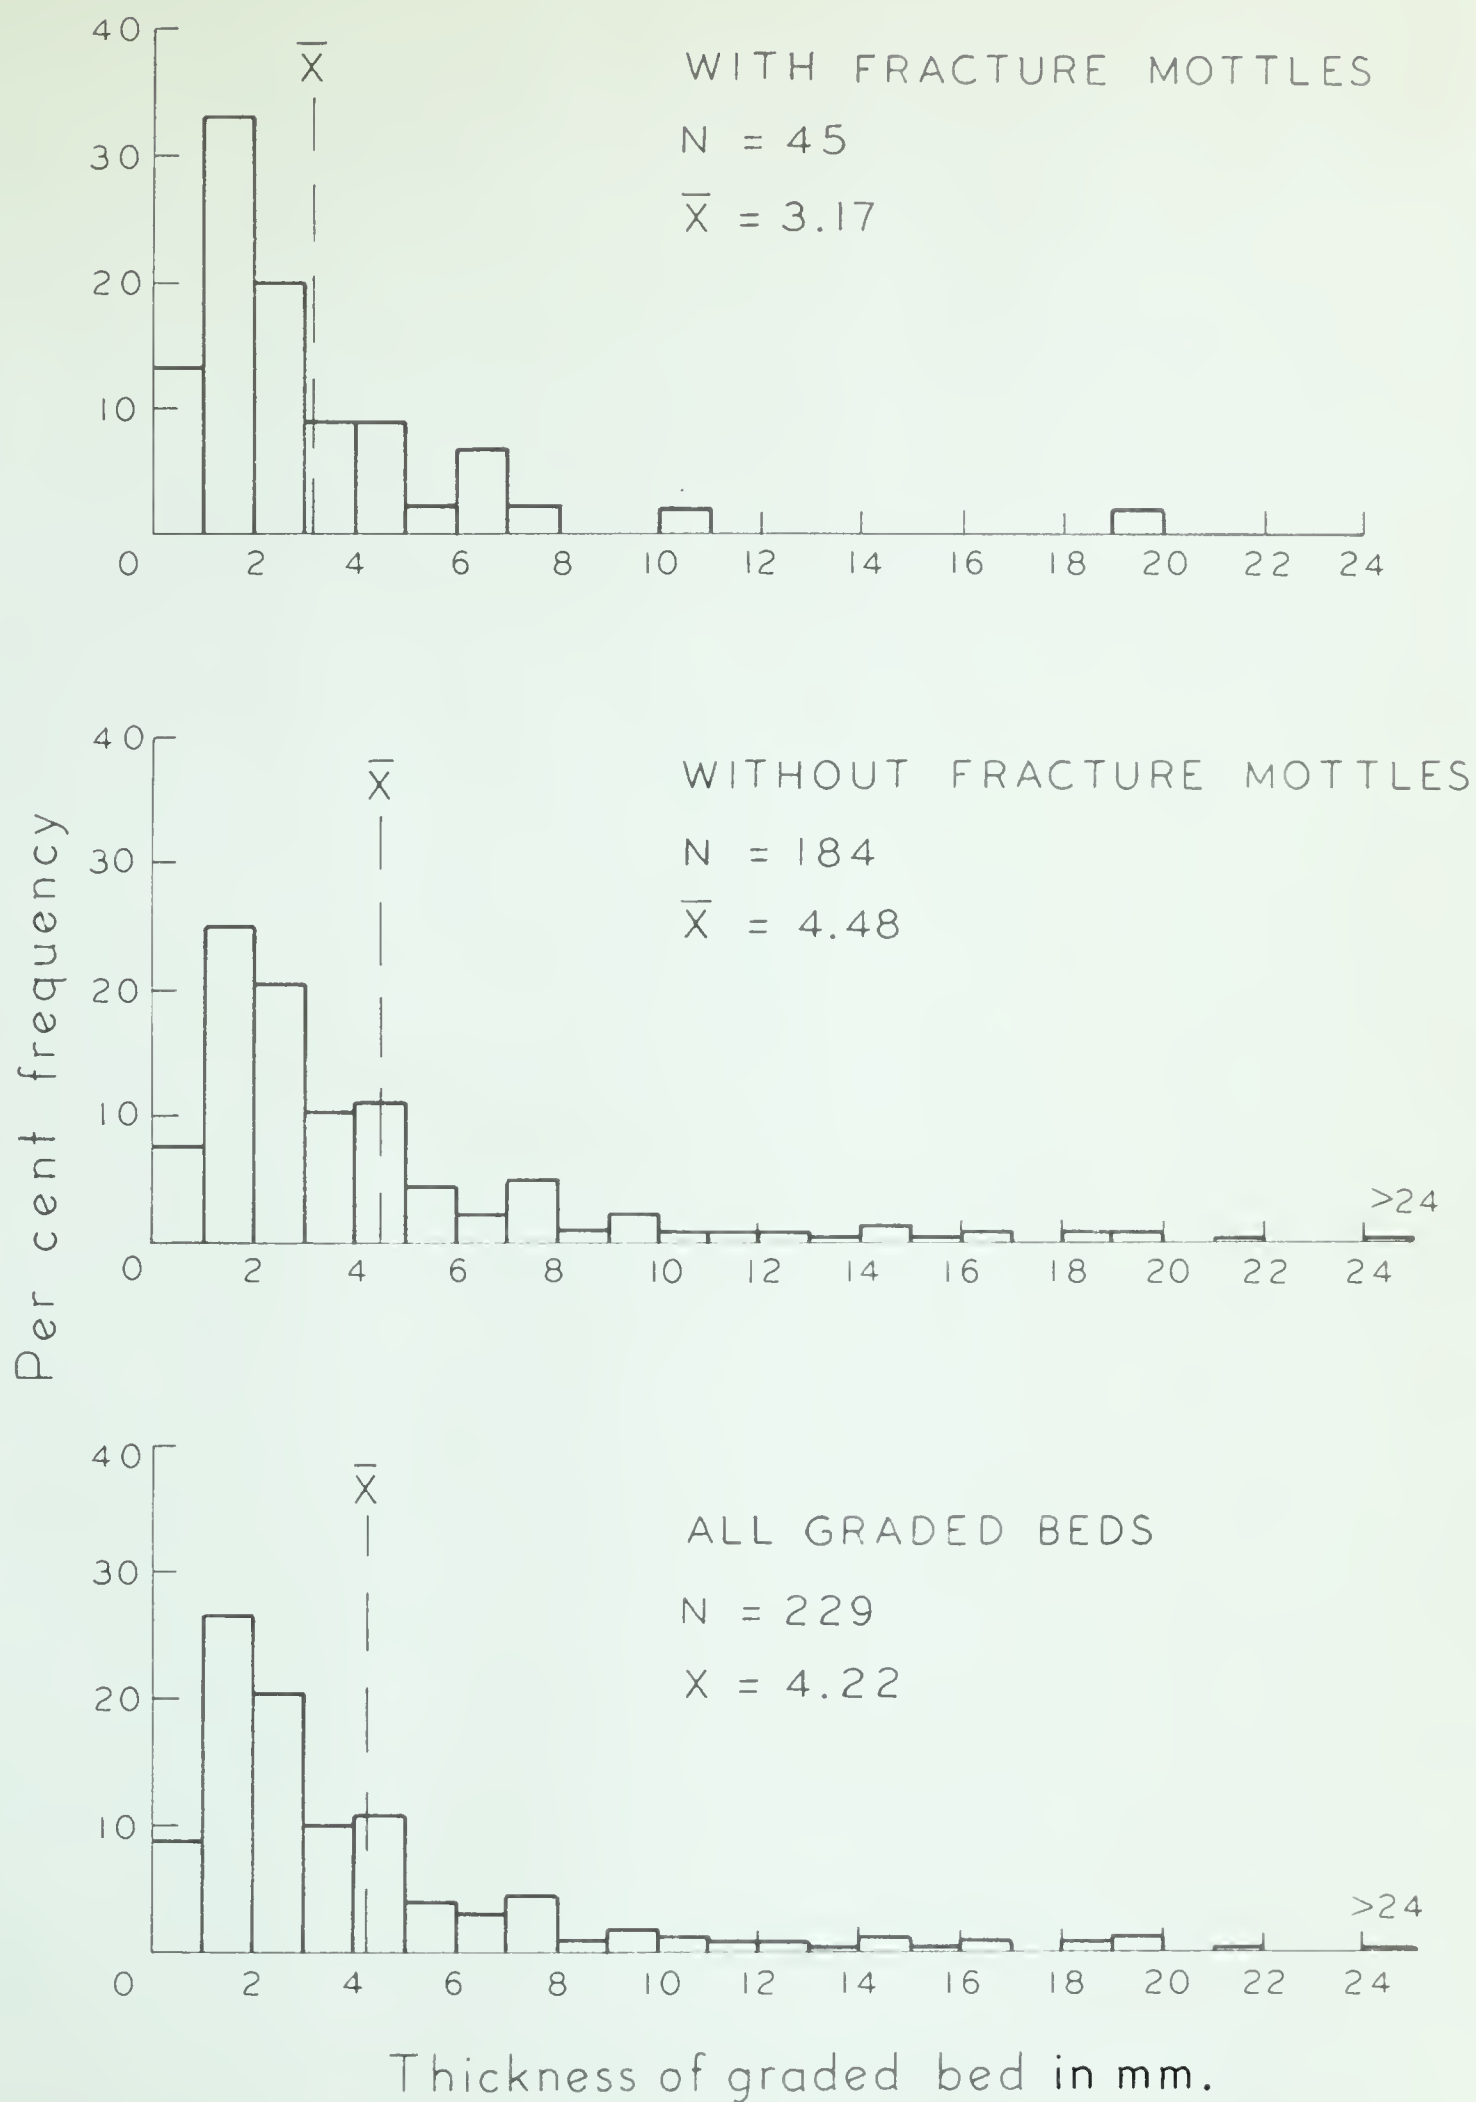 40
X̅
WITH FRACTURE MOTTLES
N = 45
30
X̅ = 3.17
20
10
0 2 4 6 8 10 12 14 16 18 20 22 24
40
X̅
WITHOUT FRACTURE MOTTLES
30
N = 184
X̅ = 4.48
20
10
>24
0 2 4 6 8 10 12 14 16 18 20 22 24
Per cent frequency
40
X̅
ALL GRADED BEDS
30
N = 229
X = 4.22
20
10
>24
0 2 4 6 8 10 12 14 16 18 20 22 24
Thickness of graded bed in mm.